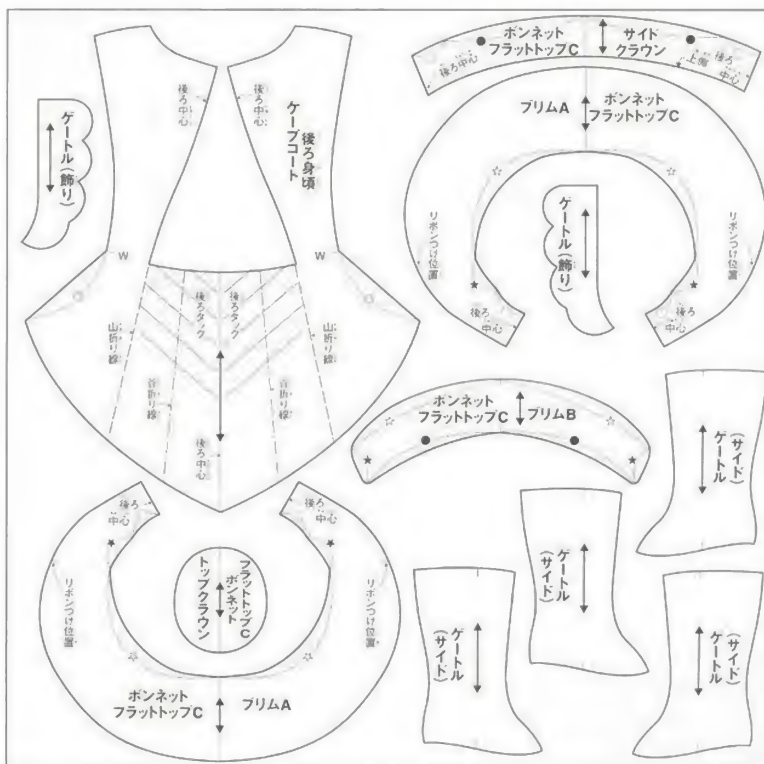 ボンネット
フラットトップC
サイド
クラウン
後ろ中心
上側
後ろ
中心
ブリムA
ボンネット
フラットトップC
リボンつけ位置
リボンつけ位置
後ろ
中心
後ろ
中心
ゲートル(飾り)
ゲートル(飾り)
後ろ中心
後ろ中心
後ろ身頃
ケープコート
W
W
後ろタック
後ろタック
山折り線
山折り線
谷折り線
谷折り線
後ろ中心
ボンネット
フラットトップC
ブリムB
ゲートル
(サイド)
ゲートル
(サイド)
ゲートル
(サイド)
ゲートル
(サイド)
後ろ
中心
後ろ
中心
リボンつけ位置
リボンつけ位置
フラットトップC
ボンネット
トップクラウン
ボンネット
フラットトップC
ブリムA